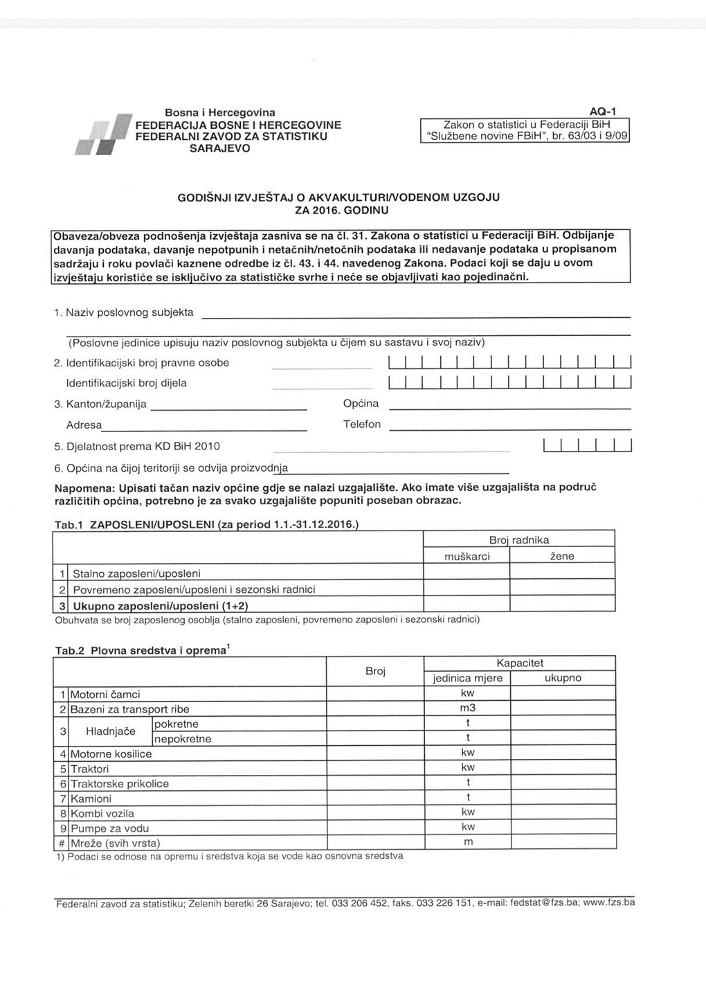 Bosna i Hercegovina
FEDERACIJA BOSNE I HERCEGOVINE
FEDERALNI ZAVOD ZA STATISTIKU
SARAJEVO
AQ-1
Zakon o statistici u Federaciji BiH
"Službene novine FBiH", br. 63/03 i 9/09
GODIŠNJI IZVJEŠTAJ O AKVAKULTURI/VODENOM UZGOJU
ZA 2016. GODINU
Obaveza/obveza podnošenja izvještaja zasniva se na čl. 31. Zakona o statistici u Federaciji BiH. Odbijanje
davanja podataka, davanje nepotpunih i netačnih/netočnih podataka ili nedavanje podataka u propisanom
sadržaju i roku povlači kaznene odredbe iz čl. 43. i 44. navedenog Zakona. Podaci koji se daju u ovom
izvještaju koristiće se isključivo za statističke svrhe i neće se objavljivati kao pojedinačni.
1. Naziv poslovnog subjekta
(Poslovne jedinice upisuju naziv poslovnog subjekta u čijem su sastavu i svoj naziv)
2. Identifikacijski broj pravne osobe
Identifikacijski broj dijela
3. Kanton/županija Općina
Adresa Telefon
5. Djelatnost prema KD BiH 2010
6. Općina na čijoj teritoriji se odvija proizvodnja
Napomena: Upisati tačan naziv općine gdje se nalazi uzgajalište. Ako imate više uzgajališta na područ
različitih općina, potrebno je za svako uzgajalište popuniti poseban obrazac.
Tab.1 ZAPOSLENI/UPOSLENI (za period 1.1.-31.12.2016.)
Broj radnika
muškarci žene
1 Stalno zaposleni/uposleni
2 Povremeno zaposleni/uposleni i sezonski radnici
3 Ukupno zaposleni/uposleni (1+2)
Obuhvata se broj zaposlenog osoblja (stalno zaposleni, povremeno zaposleni i sezonski radnici)
Tab.2 Plovna sredstva i oprema1
Broj Kapacitet
jedinica mjere ukupno
1 Motorni čamci kw
2 Bazeni za transport ribe m3
3 Hladnjače pokretne t
nepokretne t
4 Motorne kosilice kw
5 Traktori kw
6 Traktorske prikolice t
7 Kamioni t
8 Kombi vozila kw
9 Pumpe za vodu kw
# Mreže (svih vrsta) m
1) Podaci se odnose na opremu i sredstva koja se vode kao osnovna sredstva
Federalni zavod za statistiku; Zelenih beretki 26 Sarajevo; tel. 033 206 452, faks. 033 226 151, e-mail: fedstat@fzs.ba; www.fzs.ba